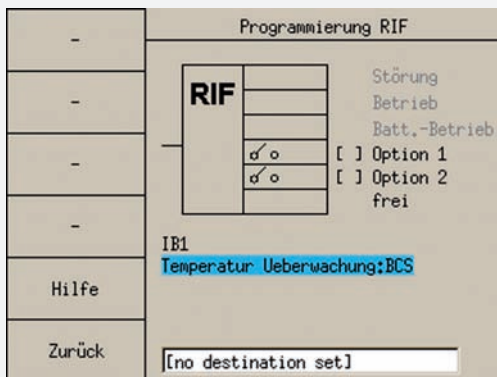 Programmierung RIF
-
-
-
-
Hilfe
Zurück
RIF
Störung
Betrieb
Batt.-Betrieb
[ ] Option 1
[ ] Option 2
frei
IB1
Temperatur Ueberwachung:BCS
[no destination set]